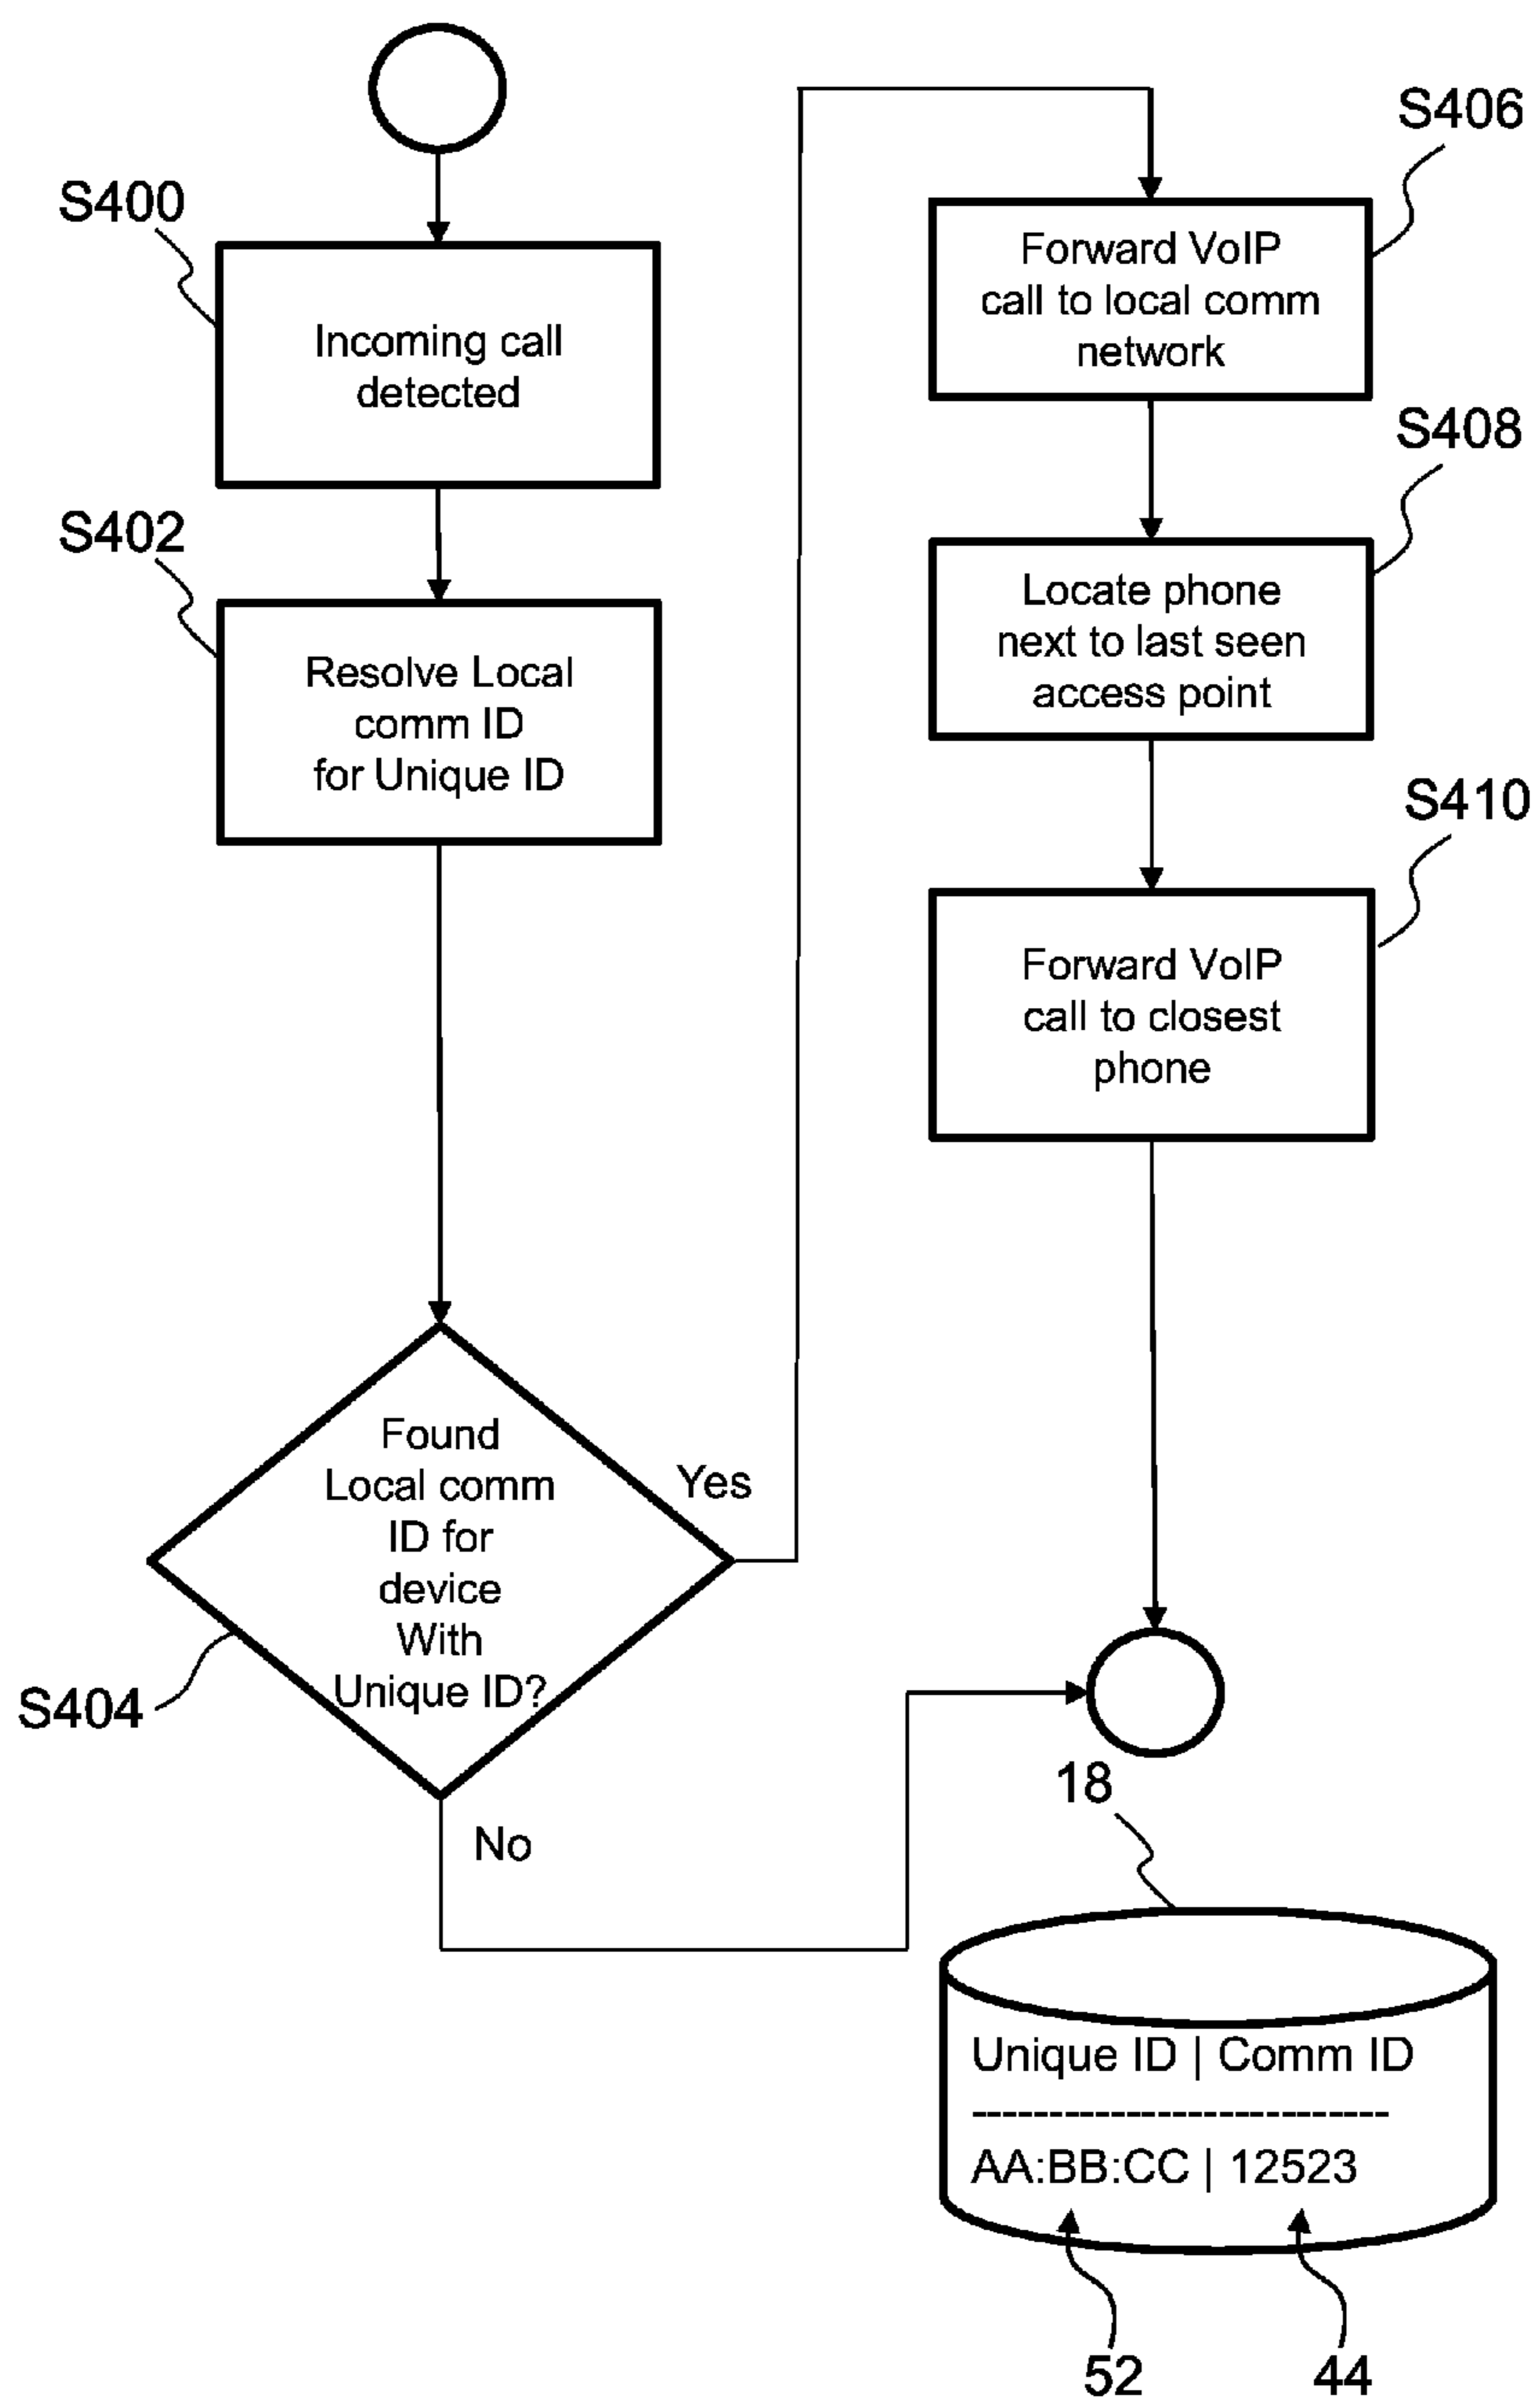 S400
Incoming call
detected
S402
Resolve Local
comm ID
for Unique ID
Found
Local comm
ID for
device
With
Unique ID?
Yes
No
S404
S406
Forward VoIP
call to local comm
network
S408
Locate phone
next to last seen
access point
S410
Forward VoIP
call to closest
phone
18
Unique ID | Comm ID
----------------------------
AA:BB:CC | 12523
52
44